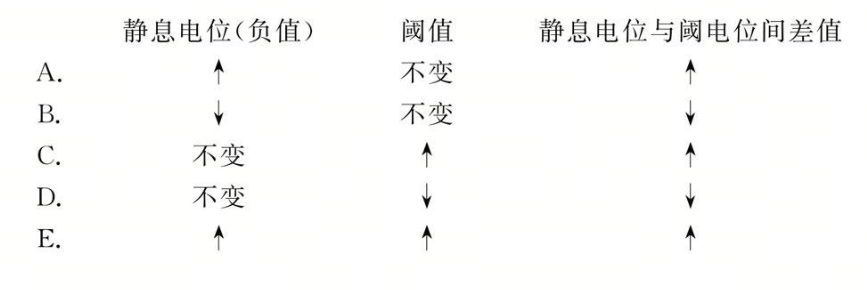 静息电位(负值) 阈值 静息电位与阈电位间差值
A. ↑ 不变 ↑
B. ↓ 不变 ↓
C. 不变 ↑ ↑
D. 不变 ↓ ↓
E. ↑ ↑ ↑